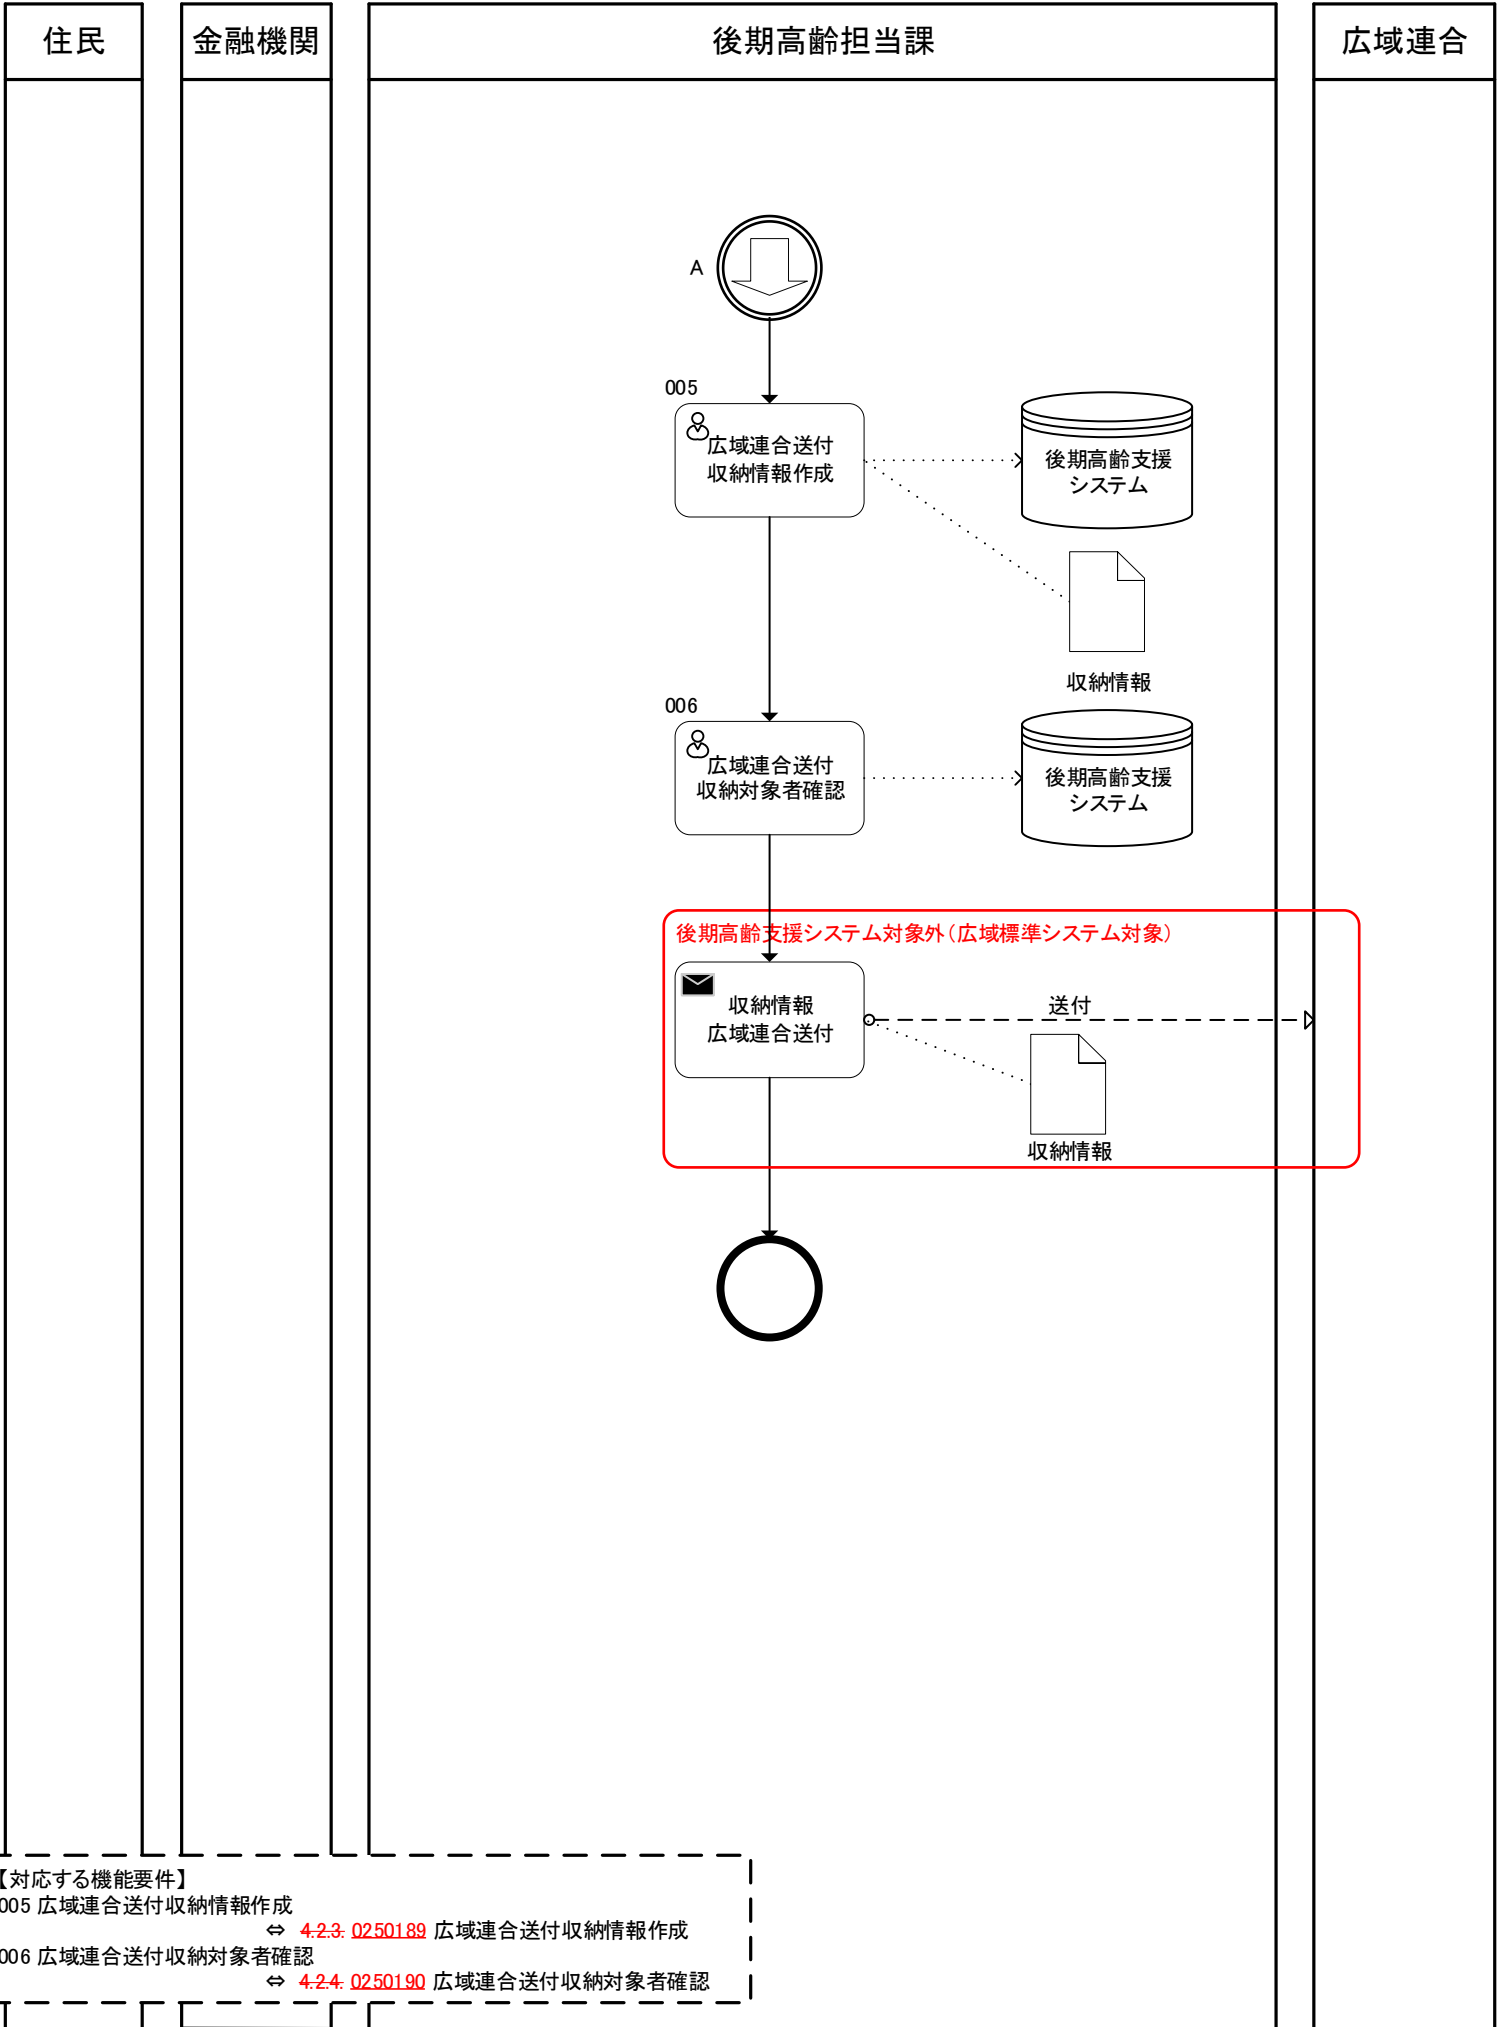 住民
金融機関
後期高齢担当課
広域連合
A
005
広域連合送付
収納情報作成
後期高齢支援
システム
収納情報
006
広域連合送付
収納対象者確認
後期高齢支援
システム
後期高齢支援システム対象外（広域標準システム対象）
収納情報
広域連合送付
送付
収納情報
【対応する機能要件】
005 広域連合送付収納情報作成
⇔ 4.2.3. 0250189 広域連合送付収納情報作成
006 広域連合送付収納対象者確認
⇔ 4.2.4. 0250190 広域連合送付収納対象者確認